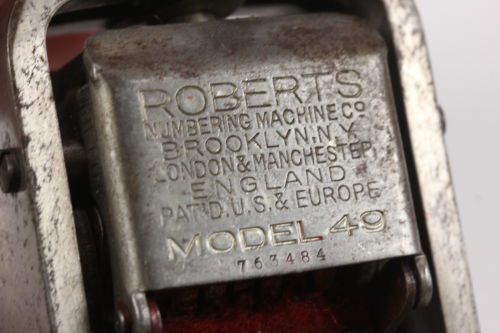 ROBERTS
NUMBERING MACHINE CO
BROOKLYN. N.Y.
LONDON & MANCHESTER
ENGLAND
PAT'D. U.S. & EUROPE
MODEL 49
763484